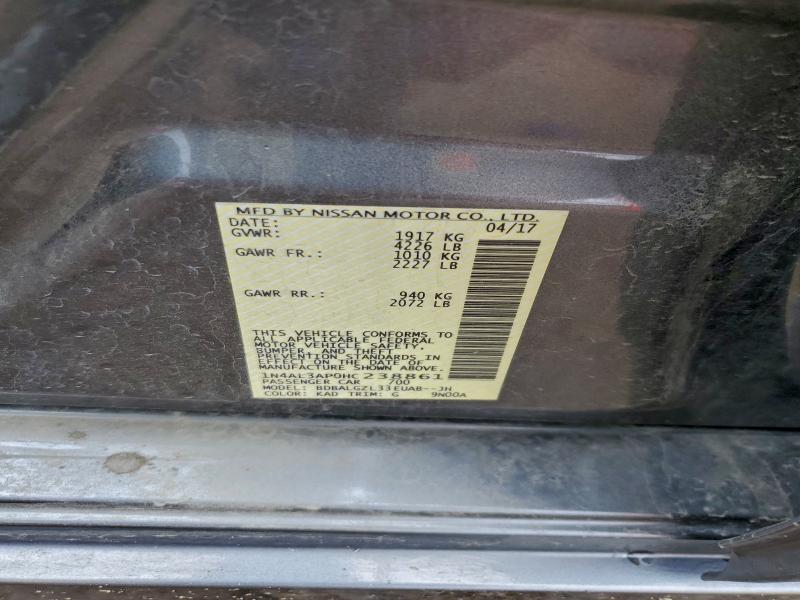 MFD BY NISSAN MOTOR CO., LTD.
DATE: 04/17
GVWR: 1917 KG
4226 LB
GAWR FR.: 1010 KG
2227 LB
GAWR RR.: 940 KG
2072 LB
THIS VEHICLE CONFORMS TO
ALL APPLICABLE FEDERAL
MOTOR VEHICLE SAFETY,
BUMPER, AND THEFT
PREVENTION STANDARDS IN
EFFECT ON THE DATE OF
MANUFACTURE SHOWN ABOVE.
1N4AL3AP0HC238861
PASSENGER CAR 700
MODEL: BDBALGZL33EUAB--JH
COLOR: KAD TRIM: G 9N00A